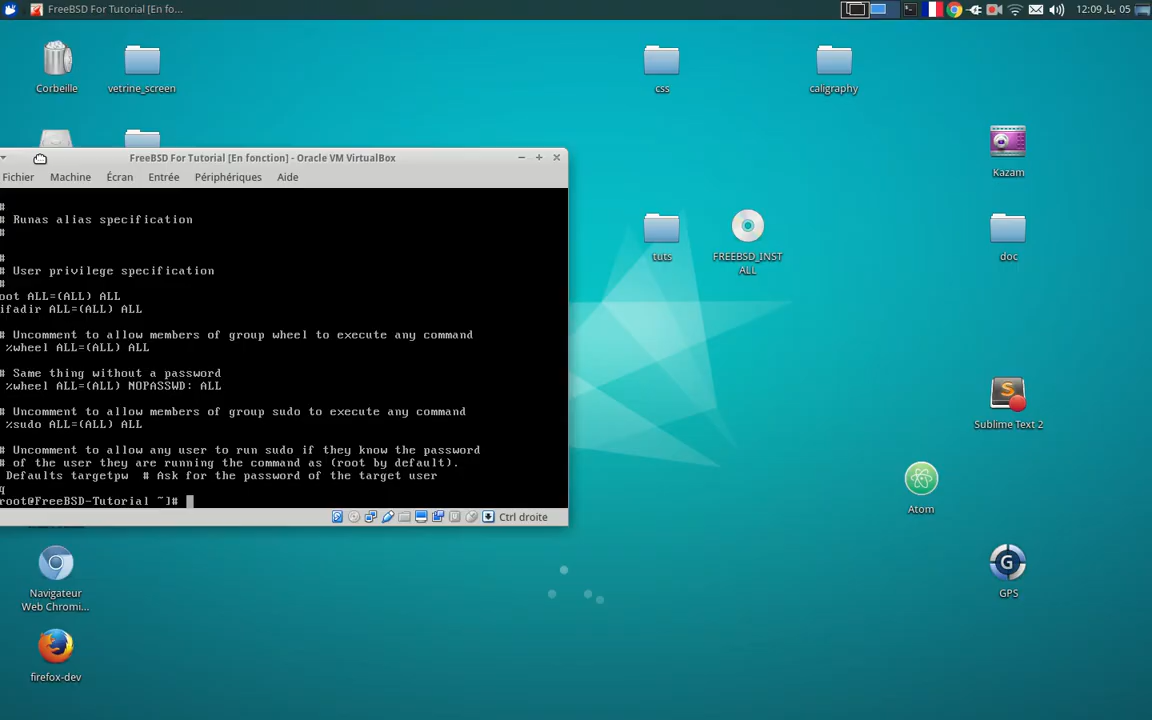 FreeBSD For Tutorial [En fo...
12:09
05
Corbeille
vetrine_screen
css
caligraphy
Kazam
FreeBSD For Tutorial [En fonction] - Oracle VM VirtualBox
Fichier Machine Écran Entrée Périphériques Aide
#
# Runas alias specification
#
#
# User privilege specification
#
oot ALL=(ALL) ALL
ifadir ALL=(ALL) ALL
# Uncomment to allow members of group wheel to execute any command
%wheel ALL=(ALL) ALL
# Same thing without a password
%wheel ALL=(ALL) NOPASSWD: ALL
# Uncomment to allow members of group sudo to execute any command
%sudo ALL=(ALL) ALL
# Uncomment to allow any user to run sudo if they know the password
# of the user they are running the command as (root by default).
Defaults targetpw # Ask for the password of the target user
q
root@FreeBSD-Tutorial ~]#
Ctrl droite
tuts
FREEBSD_INST
ALL
doc
Sublime Text 2
Atom
GPS
Navigateur
Web Chromi...
firefox-dev